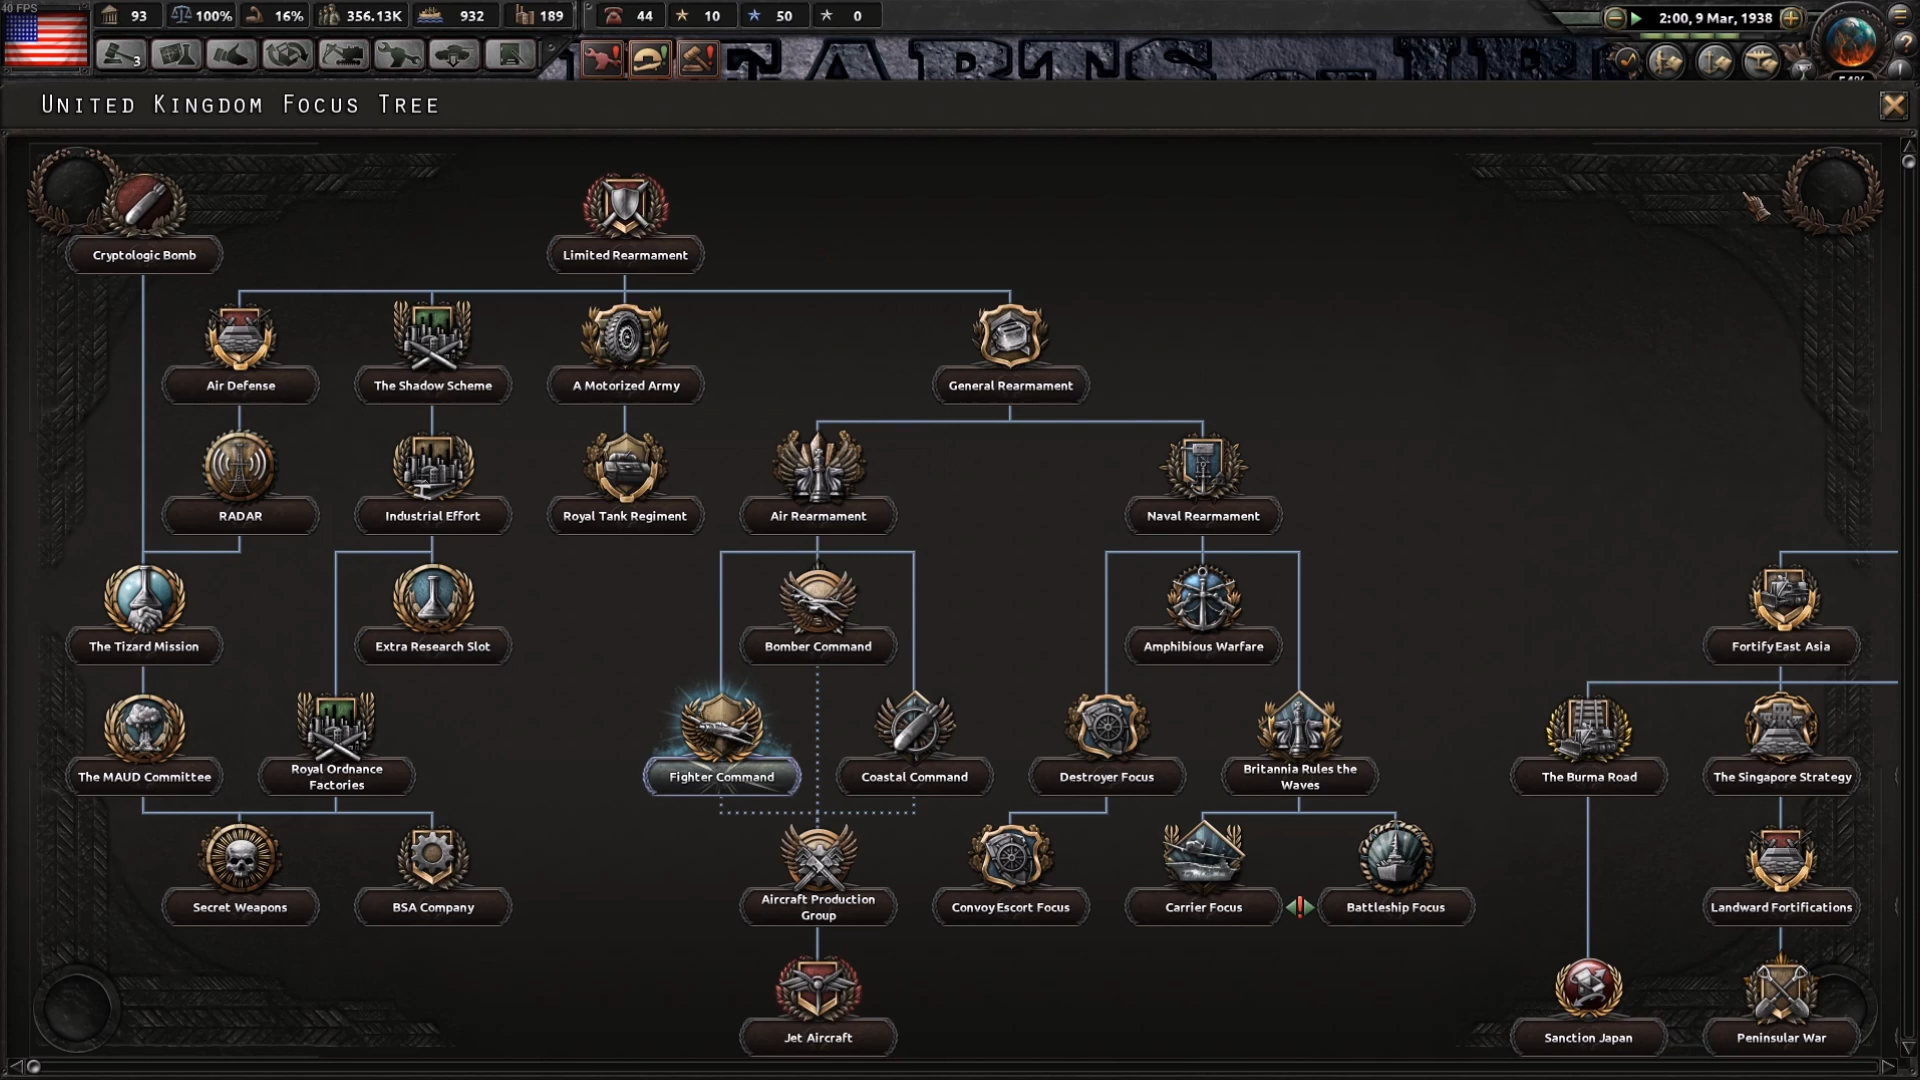 40 FPS
93
100%
16%
356.13K
932
189
44
10
50
0
2:00, 9 Mar, 1938
3
54%
United Kingdom Focus Tree
Cryptologic Bomb
Limited Rearmament
Air Defense
The Shadow Scheme
A Motorized Army
General Rearmament
RADAR
Industrial Effort
Royal Tank Regiment
Air Rearmament
Naval Rearmament
The Tizard Mission
Extra Research Slot
Bomber Command
Amphibious Warfare
Fortify East Asia
The MAUD Committee
Royal Ordnance
Factories
Fighter Command
Coastal Command
Destroyer Focus
Britannia Rules the
Waves
The Burma Road
The Singapore Strategy
Secret Weapons
BSA Company
Aircraft Production
Group
Convoy Escort Focus
Carrier Focus
Battleship Focus
Landward Fortifications
Jet Aircraft
Sanction Japan
Peninsular War